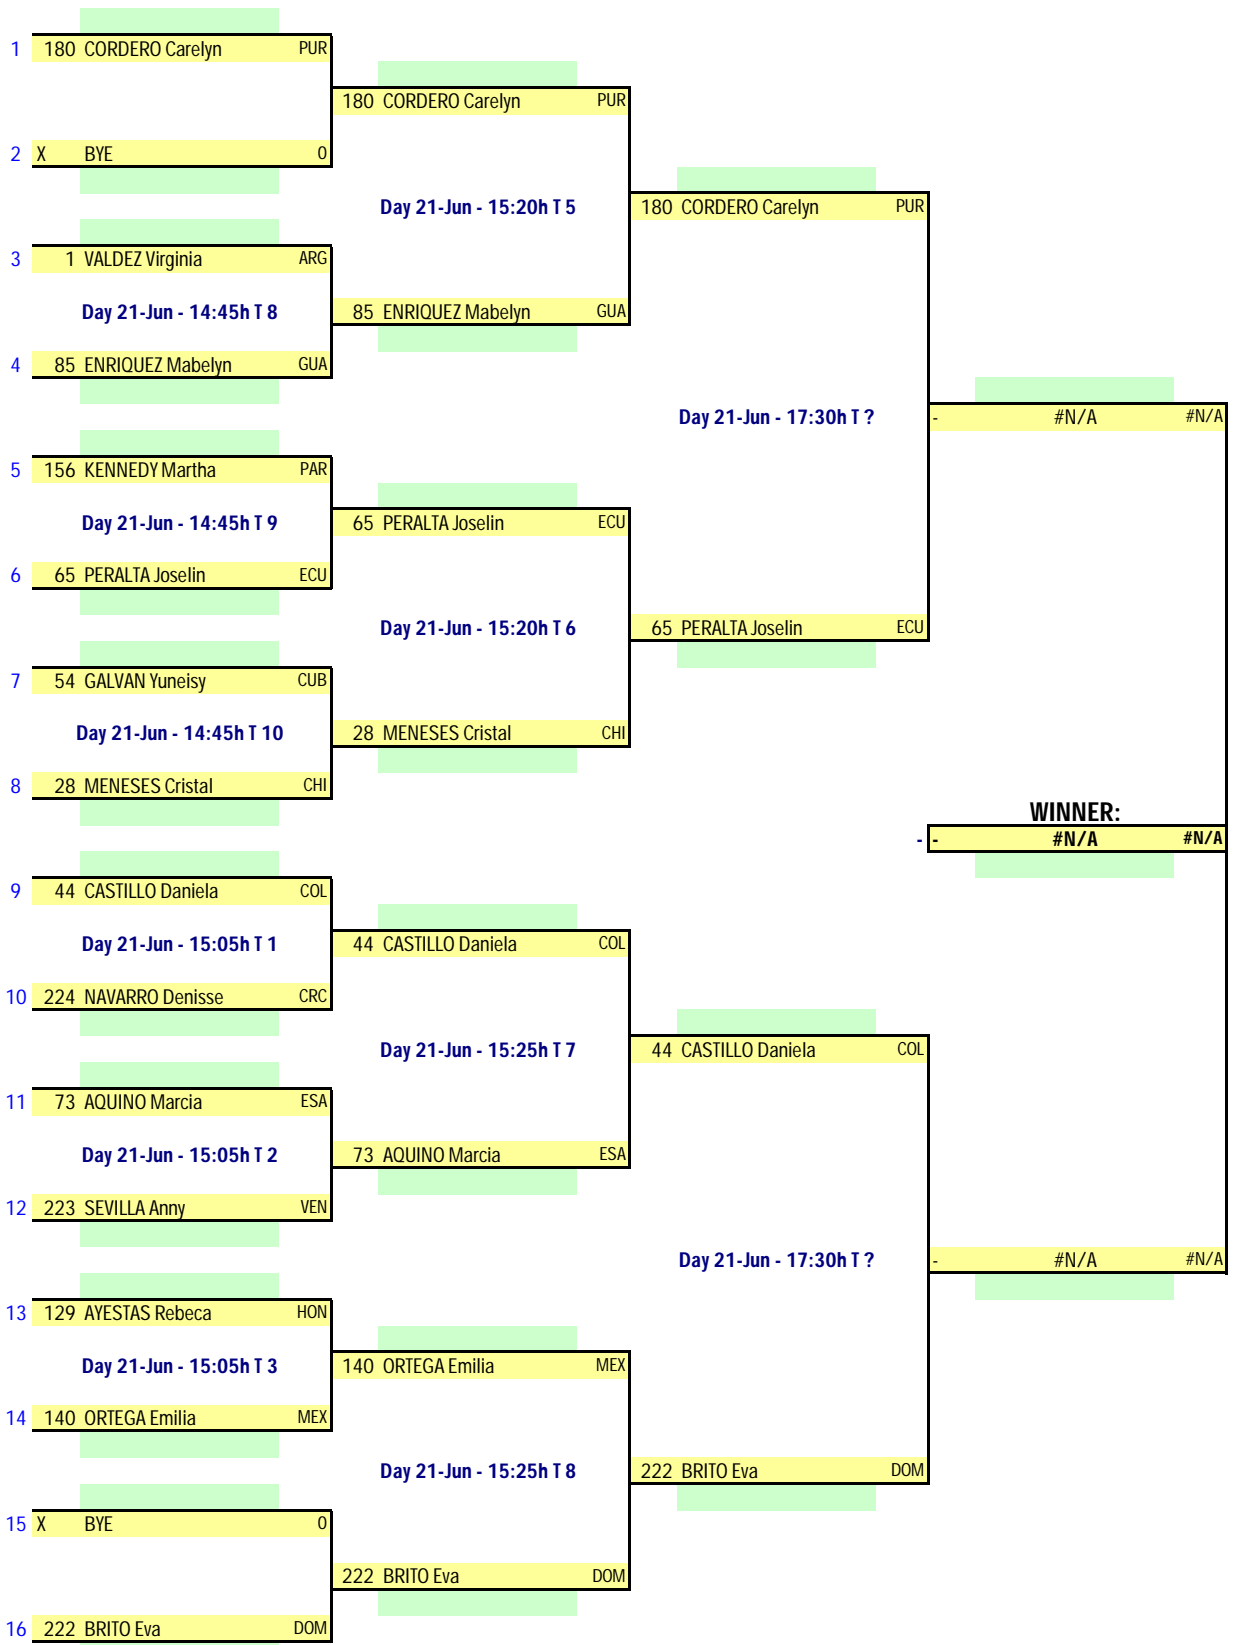 1 180 CORDERO Carelyn PUR
180 CORDERO Carelyn PUR
2 X BYE 0
Day 21-Jun - 15:20h T 5
180 CORDERO Carelyn PUR
3 1 VALDEZ Virginia ARG
Day 21-Jun - 14:45h T 8
85 ENRIQUEZ Mabelyn GUA
4 85 ENRIQUEZ Mabelyn GUA
Day 21-Jun - 17:30h T ?
- #N/A #N/A
5 156 KENNEDY Martha PAR
Day 21-Jun - 14:45h T 9
65 PERALTA Joselin ECU
6 65 PERALTA Joselin ECU
Day 21-Jun - 15:20h T 6
65 PERALTA Joselin ECU
7 54 GALVAN Yuneisy CUB
Day 21-Jun - 14:45h T 10
28 MENESES Cristal CHI
8 28 MENESES Cristal CHI
WINNER:
- - #N/A #N/A
9 44 CASTILLO Daniela COL
Day 21-Jun - 15:05h T 1
44 CASTILLO Daniela COL
10 224 NAVARRO Denisse CRC
Day 21-Jun - 15:25h T 7
44 CASTILLO Daniela COL
11 73 AQUINO Marcia ESA
Day 21-Jun - 15:05h T 2
73 AQUINO Marcia ESA
12 223 SEVILLA Anny VEN
Day 21-Jun - 17:30h T ?
- #N/A #N/A
13 129 AYESTAS Rebeca HON
Day 21-Jun - 15:05h T 3
140 ORTEGA Emilia MEX
14 140 ORTEGA Emilia MEX
Day 21-Jun - 15:25h T 8
222 BRITO Eva DOM
15 X BYE 0
222 BRITO Eva DOM
16 222 BRITO Eva DOM